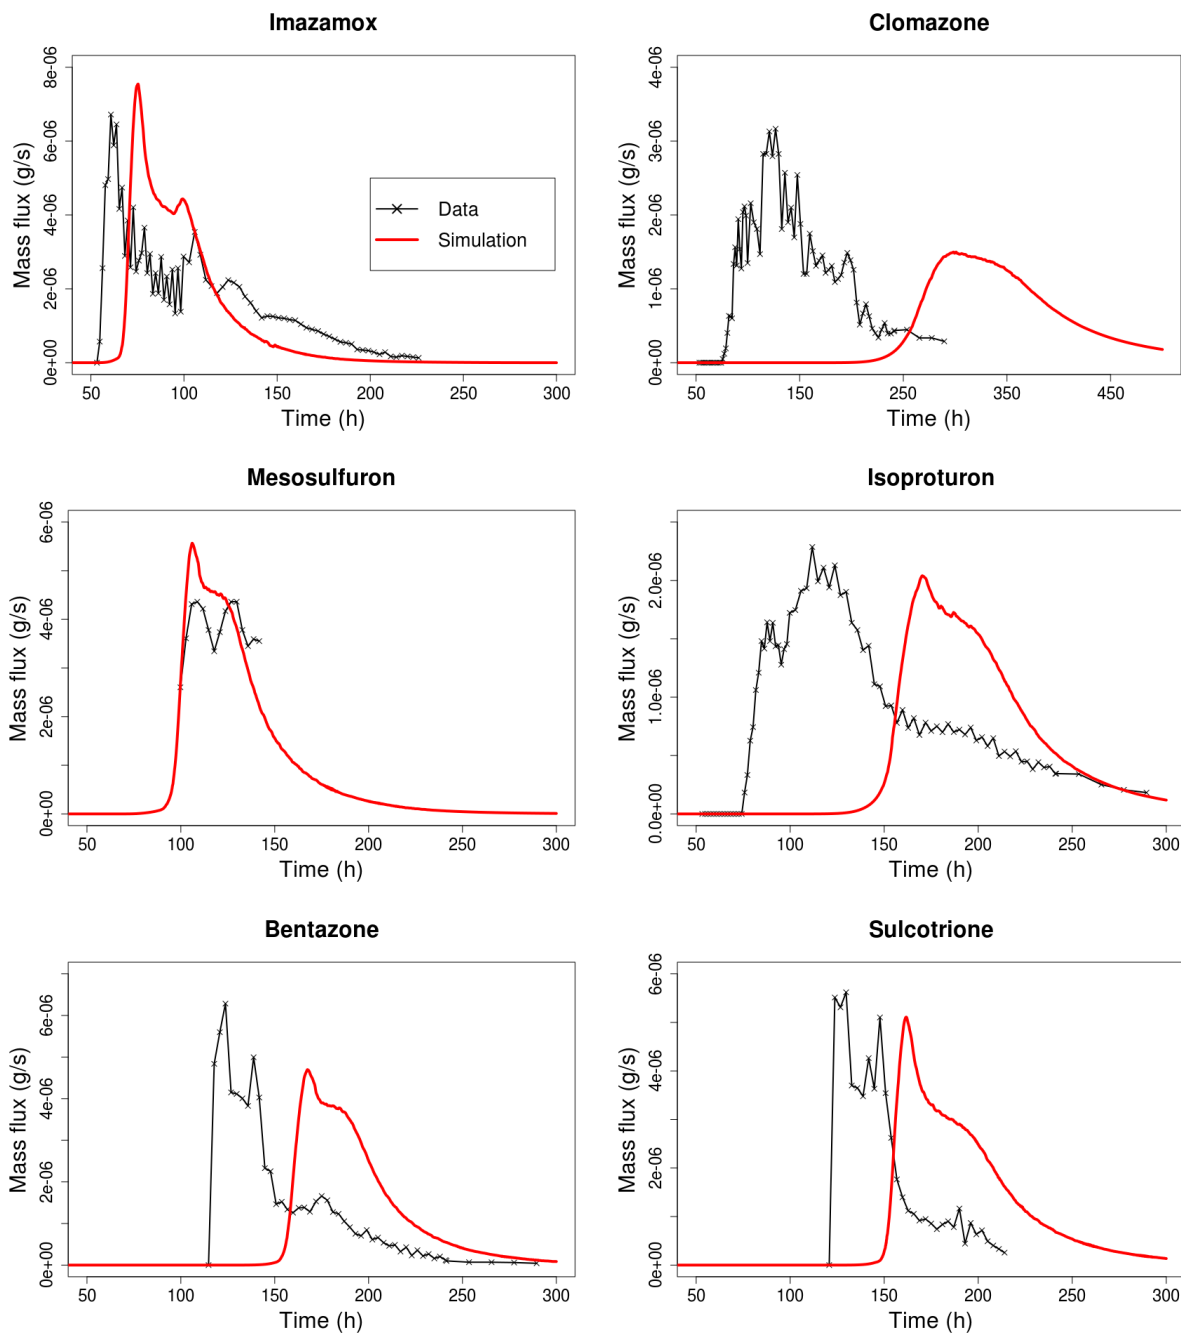 Imazamox
Mass flux (g/s)
0e+00 2e-06 4e-06 6e-06 8e-06
Data
Simulation
50 100 150 200 250 300
Time (h)
Clomazone
Mass flux (g/s)
0e+00 1e-06 2e-06 3e-06 4e-06
50 150 250 350 450
Time (h)
Mesosulfuron
Mass flux (g/s)
0e+00 2e-06 4e-06 6e-06
50 100 150 200 250 300
Time (h)
Isoproturon
Mass flux (g/s)
0.0e+00 1.0e-06 2.0e-06
50 100 150 200 250 300
Time (h)
Bentazone
Mass flux (g/s)
0e+00 2e-06 4e-06 6e-06
50 100 150 200 250 300
Time (h)
Sulcotrione
Mass flux (g/s)
0e+00 2e-06 4e-06 6e-06
50 100 150 200 250 300
Time (h)